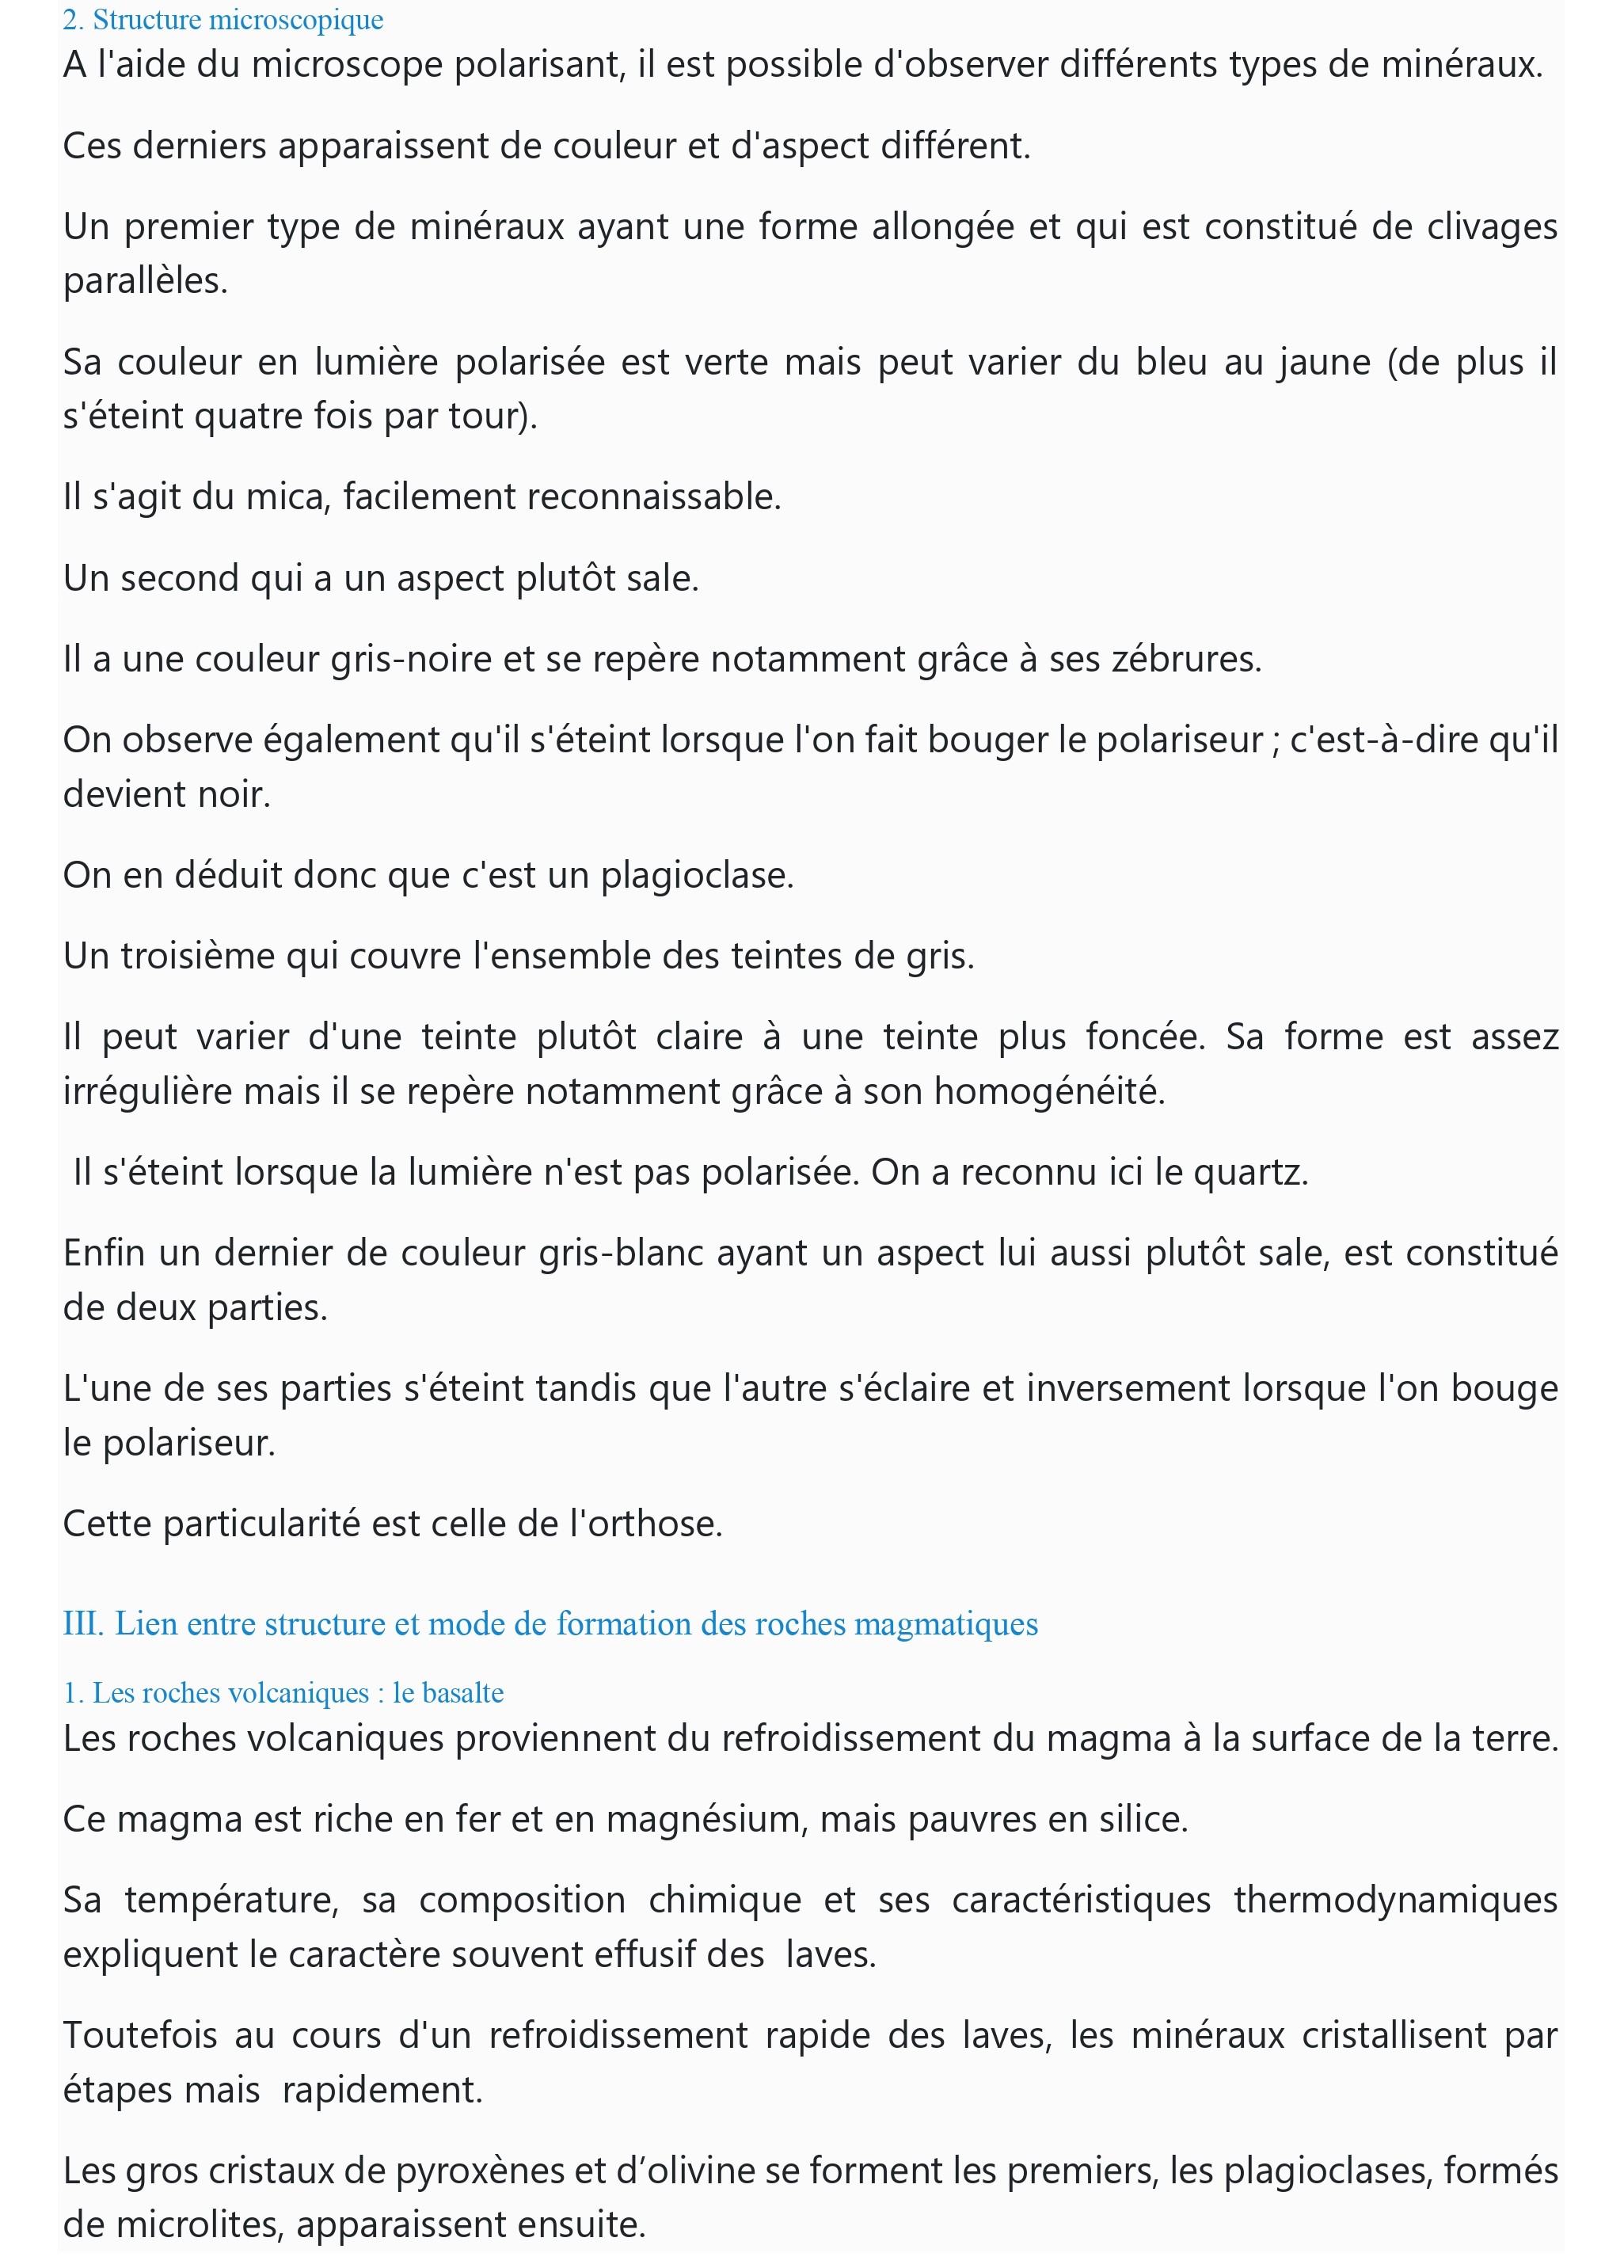 2. Structure microscopique
A l'aide du microscope polarisant, il est possible d'observer différents types de minéraux.
Ces derniers apparaissent de couleur et d'aspect différent.
Un premier type de minéraux ayant une forme allongée et qui est constitué de clivages
parallèles.
Sa couleur en lumière polarisée est verte mais peut varier du bleu au jaune (de plus il
s'éteint quatre fois par tour).
Il s'agit du mica, facilement reconnaissable.
Un second qui a un aspect plutôt sale.
Il a une couleur gris-noire et se repère notamment grâce à ses zébrures.
On observe également qu'il s'éteint lorsque l'on fait bouger le polariseur ; c'est-à-dire qu'il
devient noir.
On en déduit donc que c'est un plagioclase.
Un troisième qui couvre l'ensemble des teintes de gris.
Il peut varier d'une teinte plutôt claire à une teinte plus foncée. Sa forme est assez
irrégulière mais il se repère notamment grâce à son homogénéité.
Il s'éteint lorsque la lumière n'est pas polarisée. On a reconnu ici le quartz.
Enfin un dernier de couleur gris-blanc ayant un aspect lui aussi plutôt sale, est constitué
de deux parties.
L'une de ses parties s'éteint tandis que l'autre s'éclaire et inversement lorsque l'on bouge
le polariseur.
Cette particularité est celle de l'orthose.
III. Lien entre structure et mode de formation des roches magmatiques
1. Les roches volcaniques : le basalte
Les roches volcaniques proviennent du refroidissement du magma à la surface de la terre.
Ce magma est riche en fer et en magnésium, mais pauvres en silice.
Sa température, sa composition chimique et ses caractéristiques thermodynamiques
expliquent le caractère souvent effusif des  laves.
Toutefois au cours d'un refroidissement rapide des laves, les minéraux cristallisent par
étapes mais  rapidement.
Les gros cristaux de pyroxènes et d’olivine se forment les premiers, les plagioclases, formés
de microlites, apparaissent ensuite.